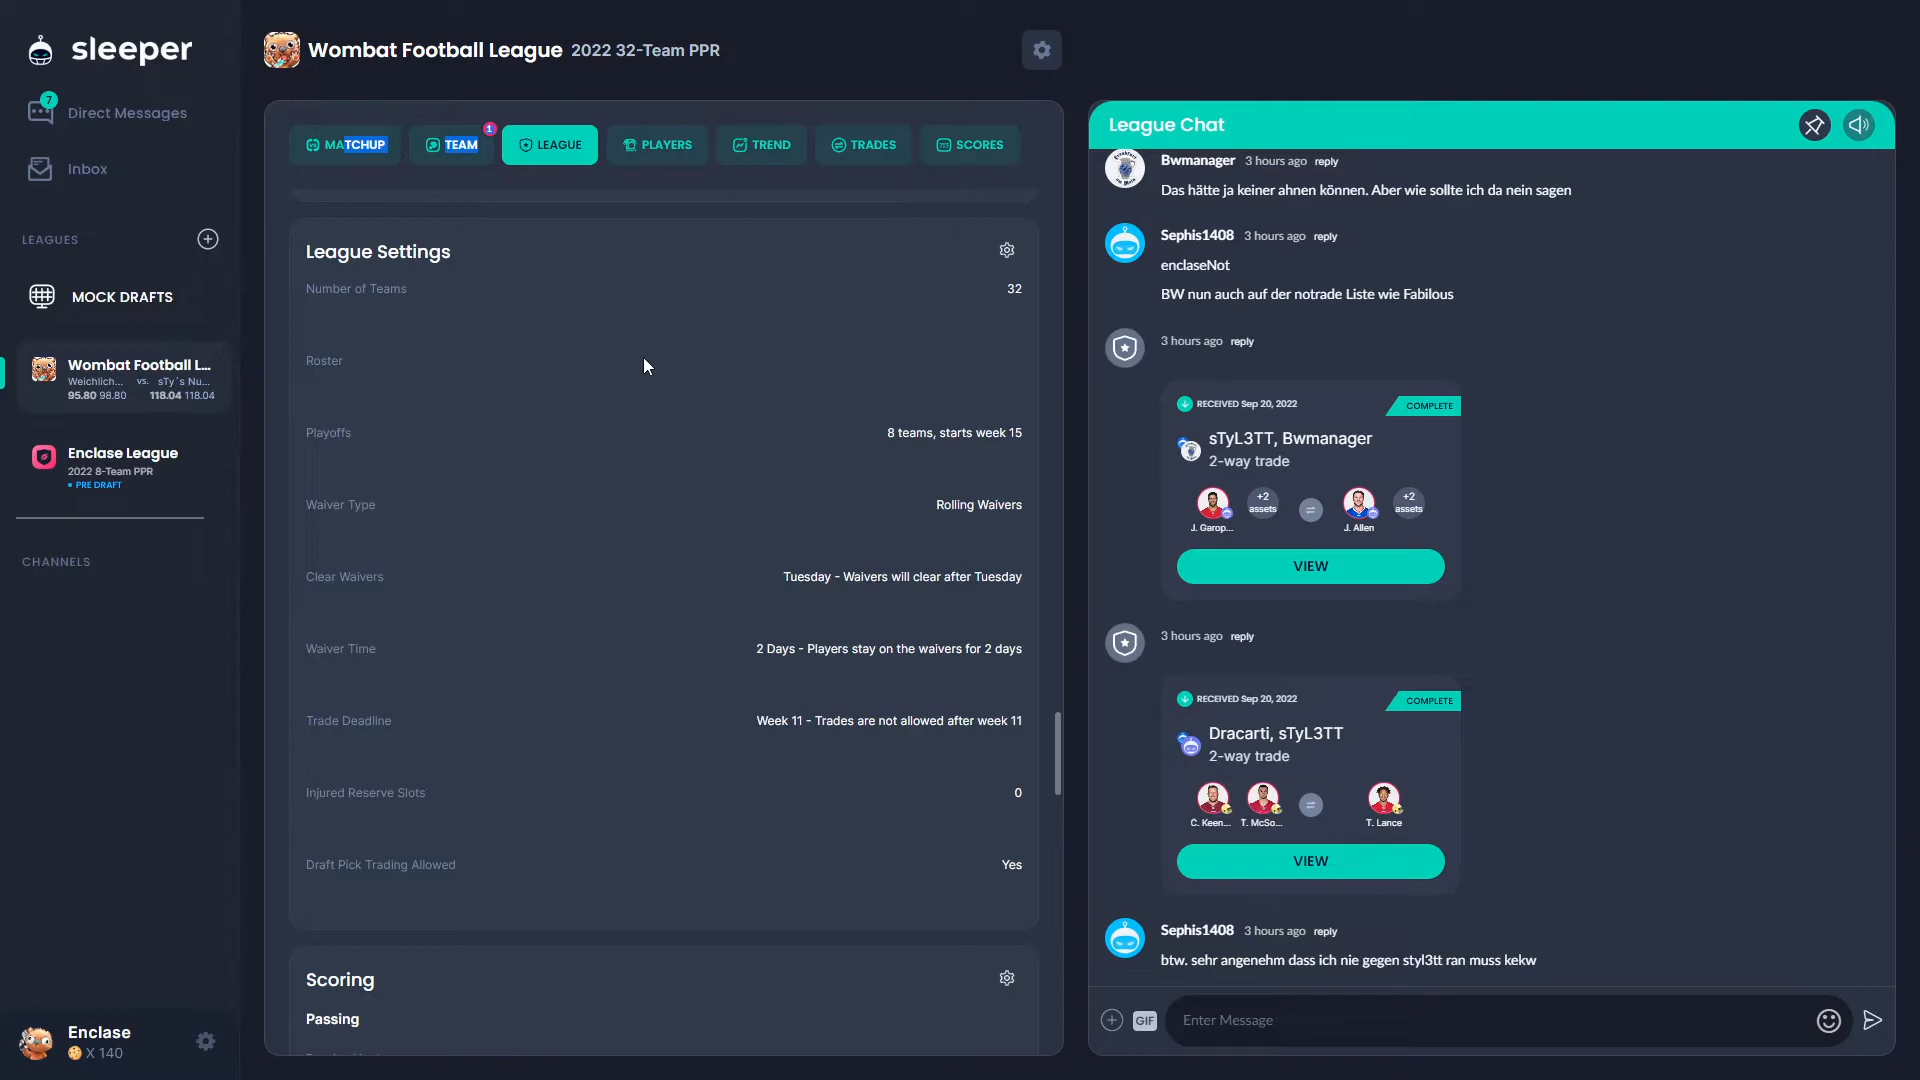 sleeper
7
Direct Messages
Inbox
LEAGUES
MOCK DRAFTS
Wombat Football L...
Weichlich... vs. sTy´s Nu...
95.80 98.80 118.04 118.04
Enclase League
2022 8-Team PPR
PRE DRAFT
CHANNELS
Enclase
X 140
Wombat Football League 2022 32-Team PPR
MATCHUP
TEAM
1
LEAGUE
PLAYERS
TREND
TRADES
SCORES
League Settings
Number of Teams 32
Roster
Playoffs 8 teams, starts week 15
Waiver Type Rolling Waivers
Clear Waivers Tuesday - Waivers will clear after Tuesday
Waiver Time 2 Days - Players stay on the waivers for 2 days
Trade Deadline Week 11 - Trades are not allowed after week 11
Injured Reserve Slots 0
Draft Pick Trading Allowed Yes
Scoring
Passing
League Chat
Bwmanager 3 hours ago reply
Das hätte ja keiner ahnen können. Aber wie sollte ich da nein sagen
Sephis1408 3 hours ago reply
enclaseNot
BW nun auch auf der notrade Liste wie Fabilous
3 hours ago reply
RECEIVED Sep 20, 2022 COMPLETE
sTyL3TT, Bwmanager
2-way trade
+2 assets
+2 assets
J. Garop... J. Allen
VIEW
3 hours ago reply
RECEIVED Sep 20, 2022 COMPLETE
Dracarti, sTyL3TT
2-way trade
C. Keen... T. McSo... T. Lance
VIEW
Sephis1408 3 hours ago reply
btw. sehr angenehm dass ich nie gegen styl3tt ran muss kekw
GIF
Enter Message